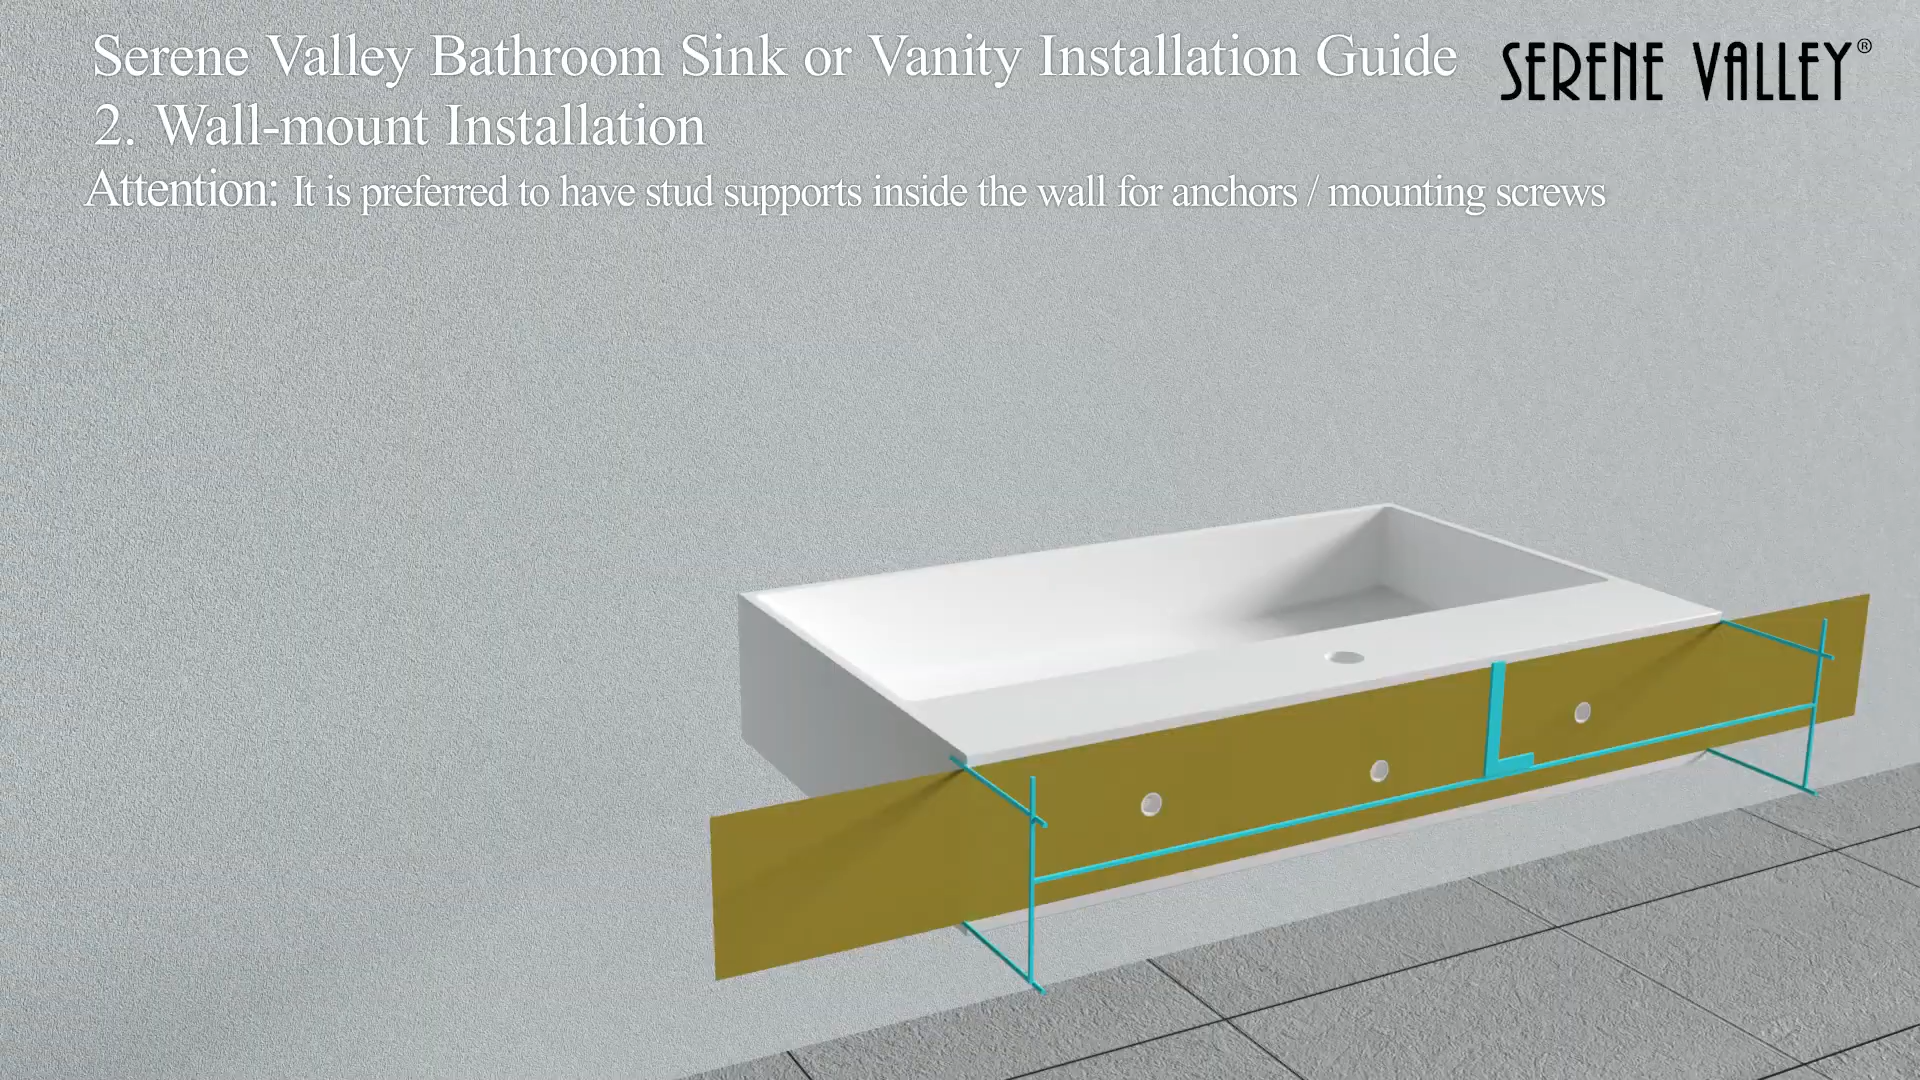 Serene Valley Bathroom Sink or Vanity Installation Guide
SERENE VALLEY®
2. Wall-mount Installation
Attention: It is preferred to have stud supports inside the wall for anchors / mounting screws